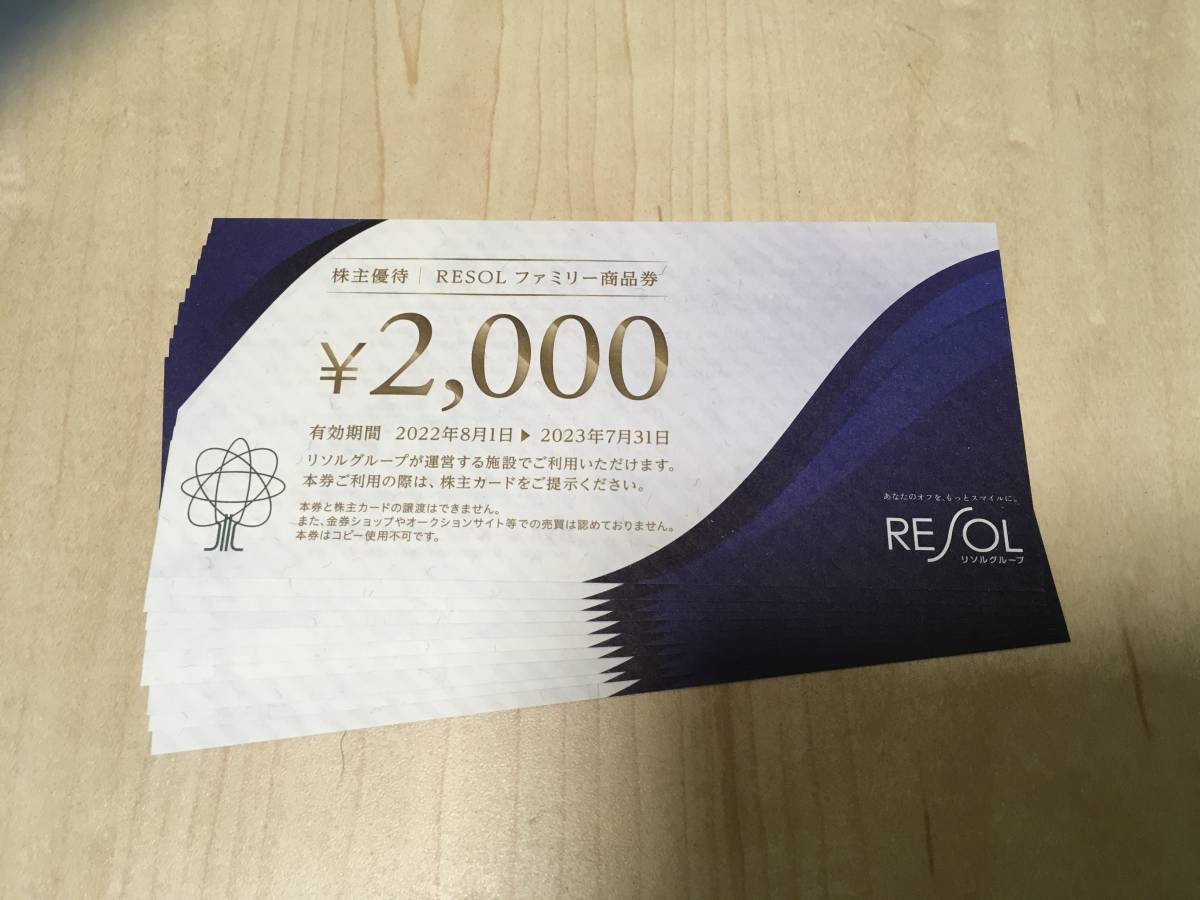 株主優待 | RESOL ファミリー商品券
¥2,000
有効期間 2022年8月1日▶2023年7月31日
リソルグループが運営する施設でご利用いただけます。
本券ご利用の際は、株主カードをご提示ください。
本券と株主カードの譲渡はできません。
また、金券ショップやオークションサイト等での売買は認めておりません。
本券はコピー使用不可です。
あなたのオフを、もっとスマイルに。
RESOL
リソルグループ